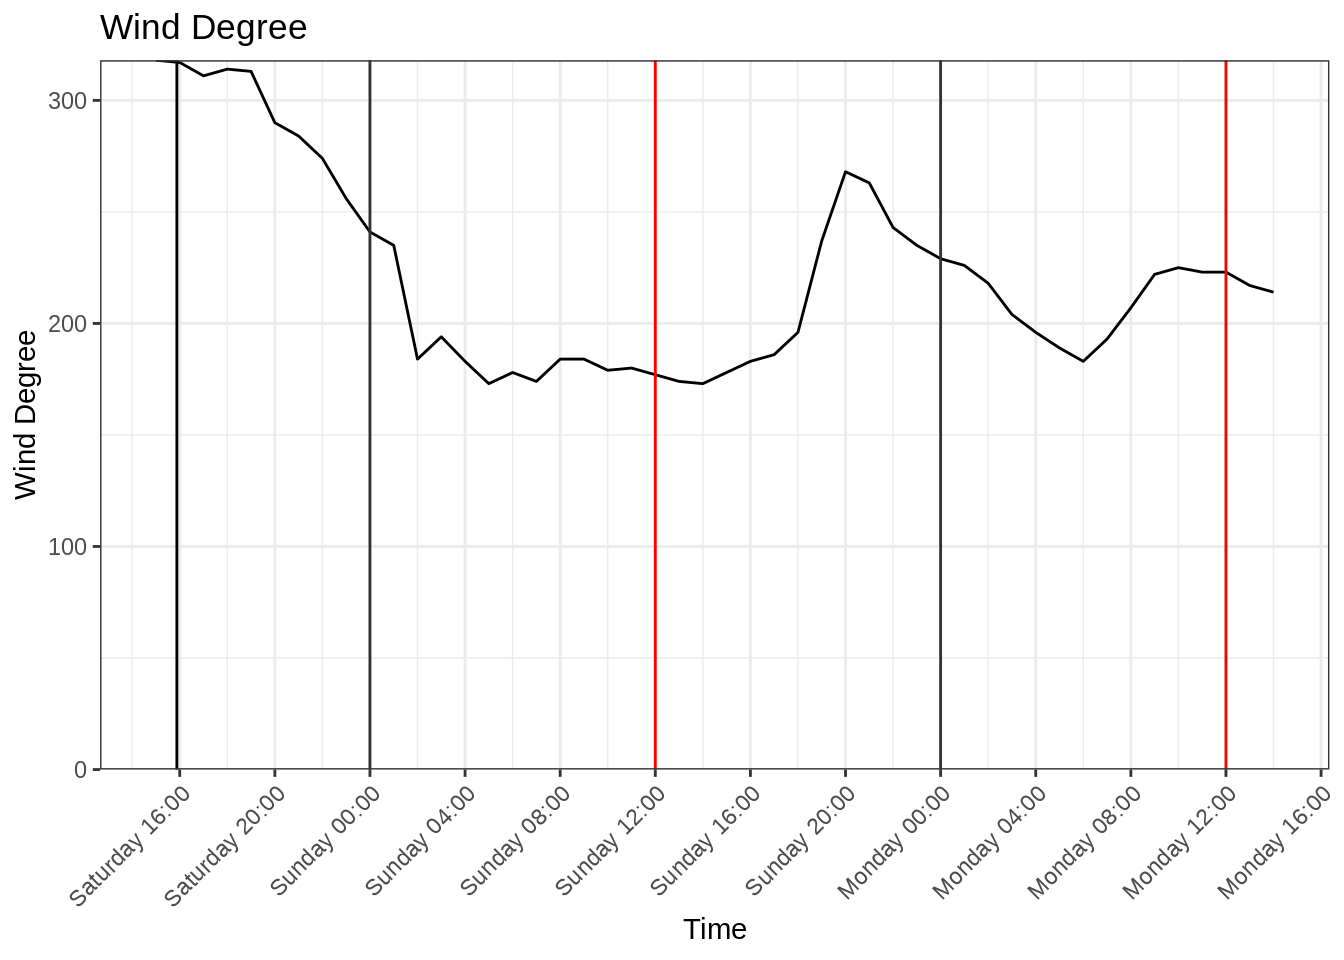 Wind Degree
Wind Degree
300
200
100
0
Saturday 16:00
Saturday 20:00
Sunday 00:00
Sunday 04:00
Sunday 08:00
Sunday 12:00
Sunday 16:00
Sunday 20:00
Monday 00:00
Monday 04:00
Monday 08:00
Monday 12:00
Monday 16:00
Time